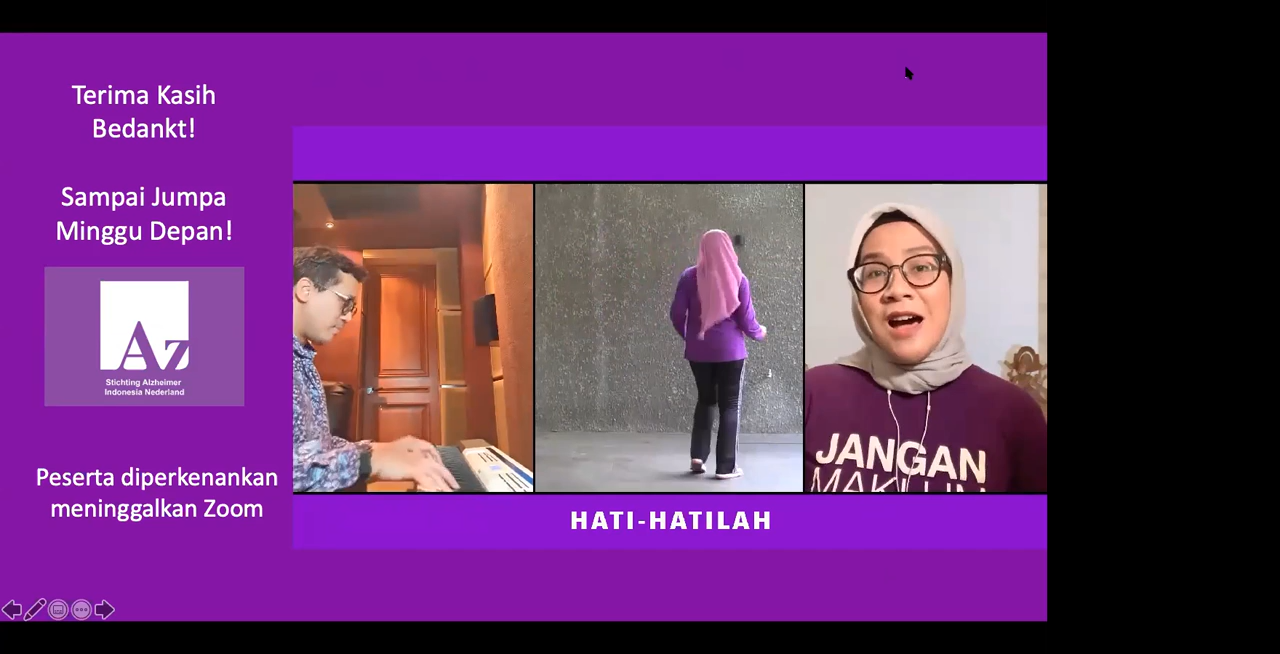 Terima Kasih
Bedankt!
Sampai Jumpa
Minggu Depan!
Az
Stichting Alzheimer
Indonesia Nederland
Peserta diperkenankan
meninggalkan Zoom
JANGAN
HATI-HATILAH